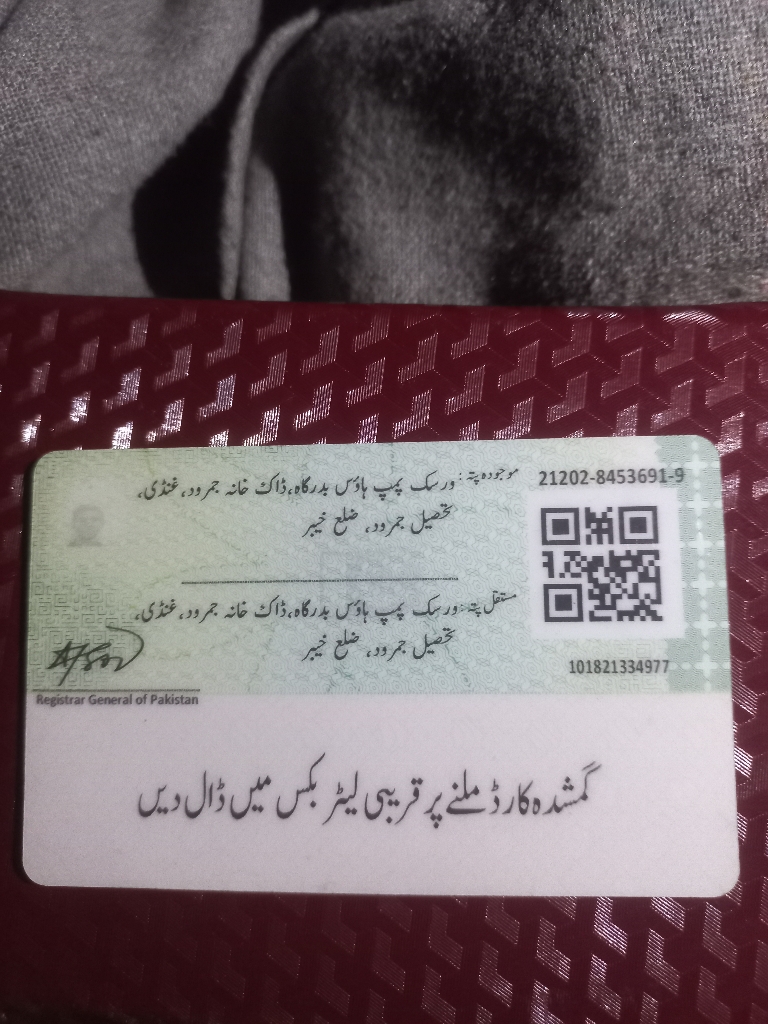 موجودہ پتہ: ورسک پمپ ہاؤس بدرگاہ، ڈاک خانہ جمرود، غنڈی،
تحصیل جمرود، ضلع خیبر
21202-8453691-9
مستقل پتہ: ورسک پمپ ہاؤس بدرگاہ، ڈاک خانہ جمرود، غنڈی،
تحصیل جمرود، ضلع خیبر
101821334977
Registrar General of Pakistan
گمشدہ کارڈ ملنے پر قریبی لیٹر بکس میں ڈال دیں